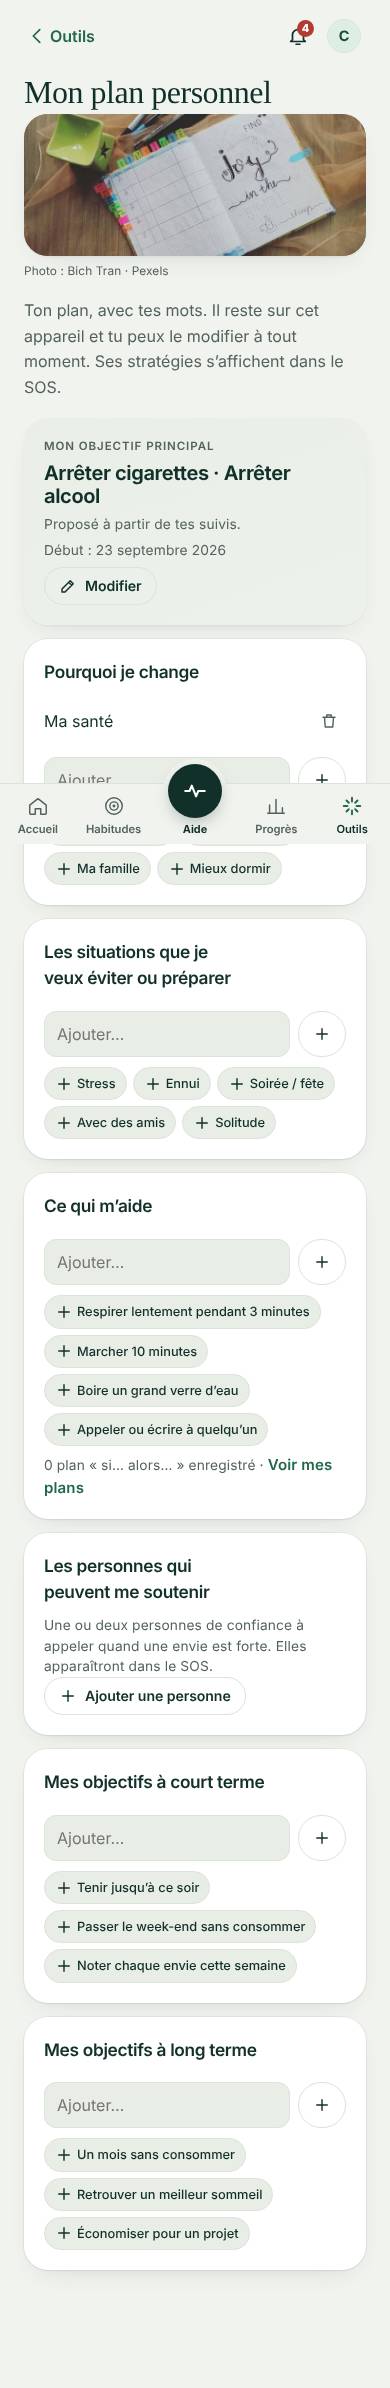 Outils
4
C
Mon plan personnel
FIND
joy
in the
Photo : Bich Tran · Pexels
Ton plan, avec tes mots. Il reste sur cet
appareil et tu peux le modifier à tout
moment. Ses stratégies s’affichent dans le
SOS.
MON OBJECTIF PRINCIPAL
Arrêter cigarettes · Arrêter
alcool
Proposé à partir de tes suivis.
Début : 23 septembre 2026
Modifier
Pourquoi je change
Ma santé
Ajouter
Accueil
Habitudes
Aide
Progrès
Outils
Ma famille
Mieux dormir
Les situations que je
veux éviter ou préparer
Ajouter…
Stress
Ennui
Soirée / fête
Avec des amis
Solitude
Ce qui m’aide
Ajouter…
Respirer lentement pendant 3 minutes
Marcher 10 minutes
Boire un grand verre d’eau
Appeler ou écrire à quelqu’un
0 plan « si… alors… » enregistré · Voir mes
plans
Les personnes qui
peuvent me soutenir
Une ou deux personnes de confiance à
appeler quand une envie est forte. Elles
apparaîtront dans le SOS.
Ajouter une personne
Mes objectifs à court terme
Ajouter…
Tenir jusqu’à ce soir
Passer le week-end sans consommer
Noter chaque envie cette semaine
Mes objectifs à long terme
Ajouter…
Un mois sans consommer
Retrouver un meilleur sommeil
Économiser pour un projet